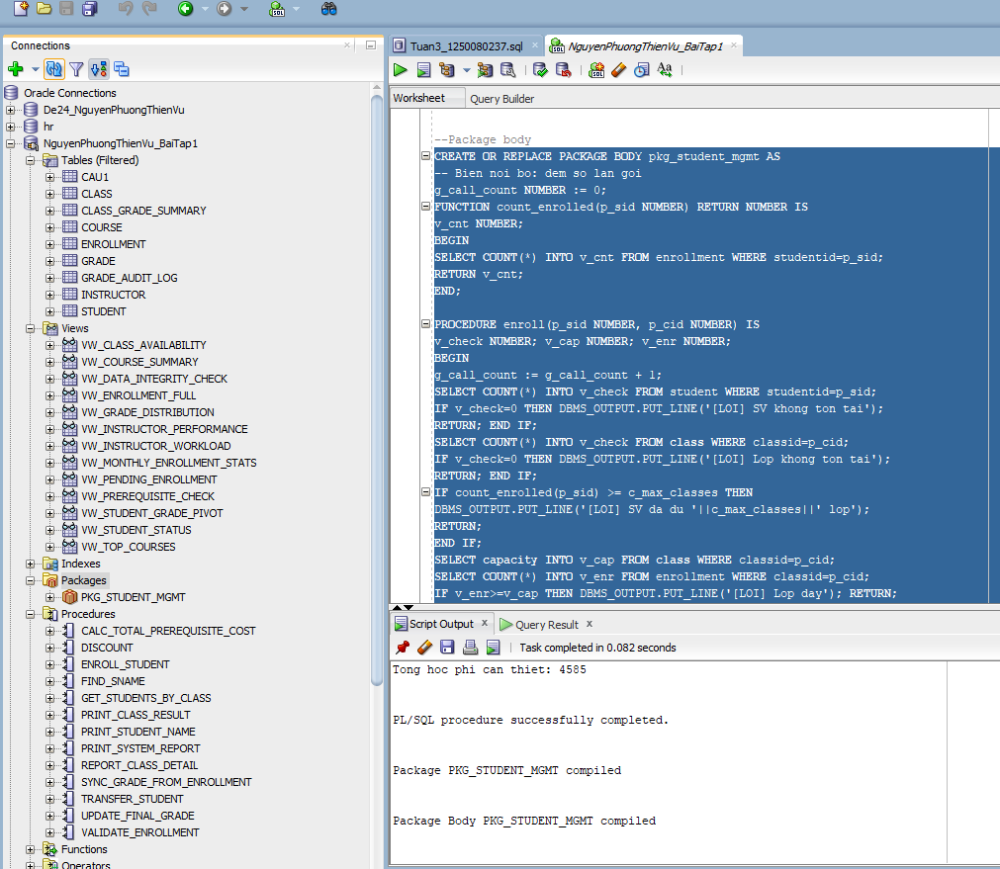 Connections
Oracle Connections
De24_NguyenPhuongThienVu
hr
NguyenPhuongThienVu_BaiTap1
Tables (Filtered)
CAU1
CLASS
CLASS_GRADE_SUMMARY
COURSE
ENROLLMENT
GRADE
GRADE_AUDIT_LOG
INSTRUCTOR
STUDENT
Views
VW_CLASS_AVAILABILITY
VW_COURSE_SUMMARY
VW_DATA_INTEGRITY_CHECK
VW_ENROLLMENT_FULL
VW_GRADE_DISTRIBUTION
VW_INSTRUCTOR_PERFORMANCE
VW_INSTRUCTOR_WORKLOAD
VW_MONTHLY_ENROLLMENT_STATS
VW_PENDING_ENROLLMENT
VW_PREREQUISITE_CHECK
VW_STUDENT_GRADE_PIVOT
VW_STUDENT_STATUS
VW_TOP_COURSES
Indexes
Packages
PKG_STUDENT_MGMT
Procedures
CALC_TOTAL_PREREQUISITE_COST
DISCOUNT
ENROLL_STUDENT
FIND_SNAME
GET_STUDENTS_BY_CLASS
PRINT_CLASS_RESULT
PRINT_STUDENT_NAME
PRINT_SYSTEM_REPORT
REPORT_CLASS_DETAIL
SYNC_GRADE_FROM_ENROLLMENT
TRANSFER_STUDENT
UPDATE_FINAL_GRADE
VALIDATE_ENROLLMENT
Functions
Operators
Tuan3_1250080237.sql
NguyenPhuongThienVu_BaiTap1
Worksheet
Query Builder
--Package body
CREATE OR REPLACE PACKAGE BODY pkg_student_mgmt AS
-- Bien noi bo: dem so lan goi
g_call_count NUMBER := 0;
FUNCTION count_enrolled(p_sid NUMBER) RETURN NUMBER IS
v_cnt NUMBER;
BEGIN
SELECT COUNT(*) INTO v_cnt FROM enrollment WHERE studentid=p_sid;
RETURN v_cnt;
END;
PROCEDURE enroll(p_sid NUMBER, p_cid NUMBER) IS
v_check NUMBER; v_cap NUMBER; v_enr NUMBER;
BEGIN
g_call_count := g_call_count + 1;
SELECT COUNT(*) INTO v_check FROM student WHERE studentid=p_sid;
IF v_check=0 THEN DBMS_OUTPUT.PUT_LINE('[LOI] SV khong ton tai');
RETURN; END IF;
SELECT COUNT(*) INTO v_check FROM class WHERE classid=p_cid;
IF v_check=0 THEN DBMS_OUTPUT.PUT_LINE('[LOI] Lop khong ton tai');
RETURN; END IF;
IF count_enrolled(p_sid) >= c_max_classes THEN
DBMS_OUTPUT.PUT_LINE('[LOI] SV da du '||c_max_classes||' lop');
RETURN;
END IF;
SELECT capacity INTO v_cap FROM class WHERE classid=p_cid;
SELECT COUNT(*) INTO v_enr FROM enrollment WHERE classid=p_cid;
IF v_enr>=v_cap THEN DBMS_OUTPUT.PUT_LINE('[LOI] Lop day'); RETURN;
Script Output
Query Result
Task completed in 0.082 seconds
Tong hoc phi can thiet: 4585
PL/SQL procedure successfully completed.
Package PKG_STUDENT_MGMT compiled
Package Body PKG_STUDENT_MGMT compiled